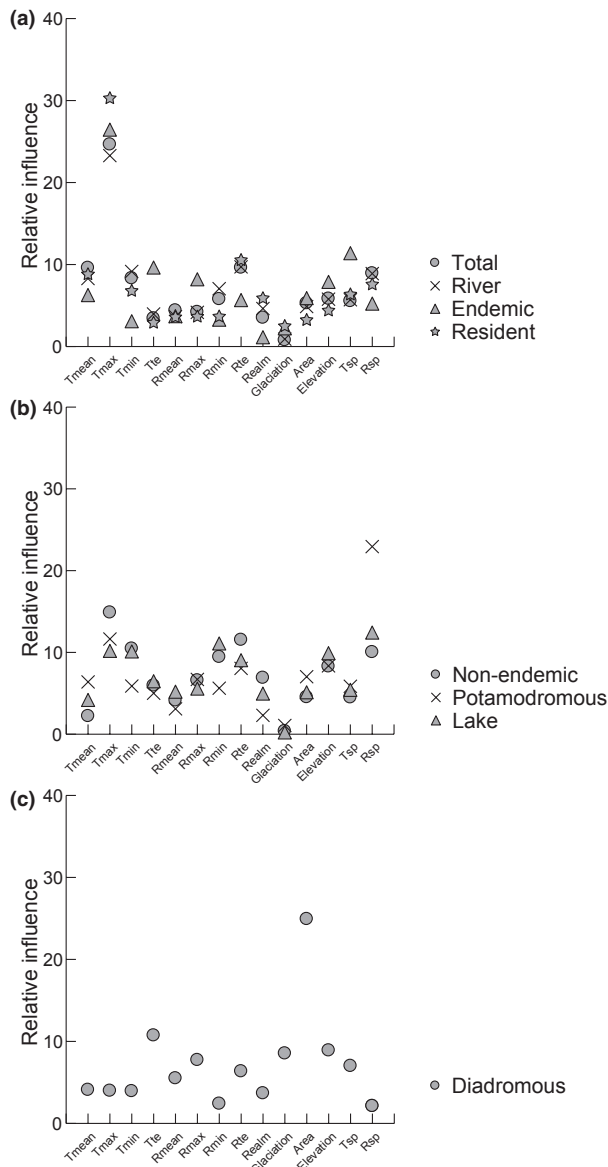 (a)
40
30
20
10
0
Relative influence
Tmean Tmax Tmin Tte Rmean Rmax Rmin Rte Realm Glaciation Area Elevation Tsp Rsp
Total
River
Endemic
Resident
(b)
40
30
20
10
0
Relative influence
Tmean Tmax Tmin Tte Rmean Rmax Rmin Rte Realm Glaciation Area Elevation Tsp Rsp
Non-endemic
Potamodromous
Lake
(c)
40
30
20
10
0
Relative influence
Tmean Tmax Tmin Tte Rmean Rmax Rmin Rte Realm Glaciation Area Elevation Tsp Rsp
Diadromous